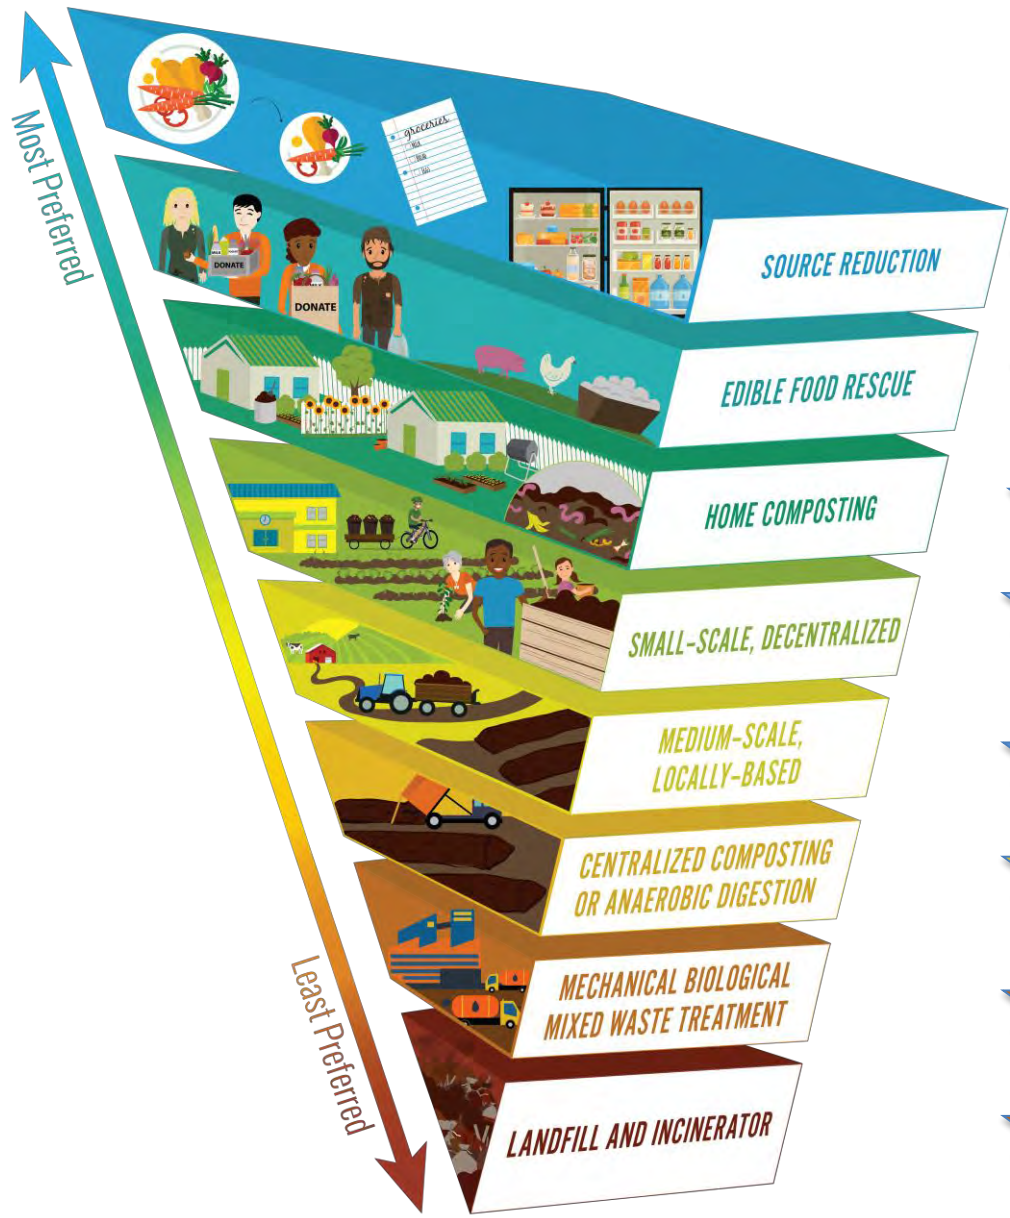 Most Preferred
groceries
DONATE
DONATE
SOURCE REDUCTION
EDIBLE FOOD RESCUE
HOME COMPOSTING
SMALL-SCALE, DECENTRALIZED
MEDIUM-SCALE,
LOCALLY-BASED
CENTRALIZED COMPOSTING
OR ANAEROBIC DIGESTION
MECHANICAL BIOLOGICAL
MIXED WASTE TREATMENT
Least Preferred
LANDFILL AND INCINERATOR